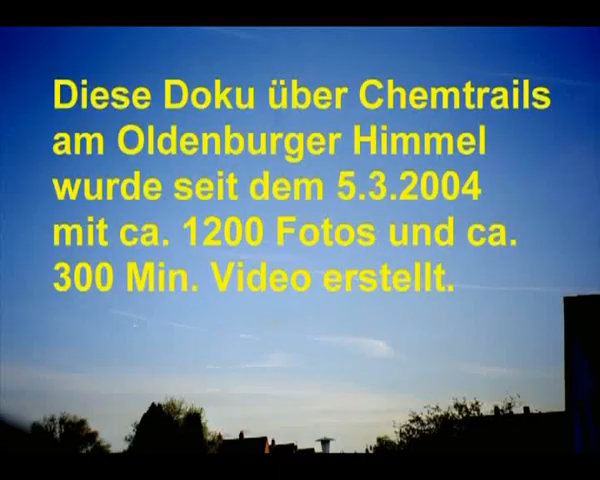 Diese Doku über Chemtrails
am Oldenburger Himmel
wurde seit dem 5.3.2004
mit ca. 1200 Fotos und ca.
300 Min. Video erstellt.